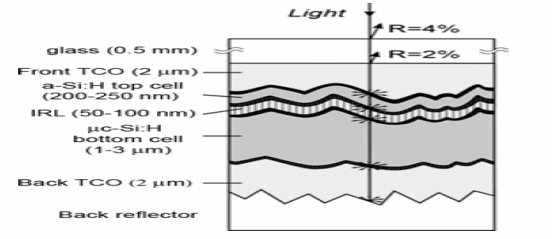 Light
R=4%
glass (0.5 mm)
R=2%
Front TCO (2 µm)
a-Si:H top cell
(200-250 nm)
IRL (50-100 nm)
µc-Si:H
bottom cell
(1-3 µm)
Back TCO (2 µm)
Back reflector